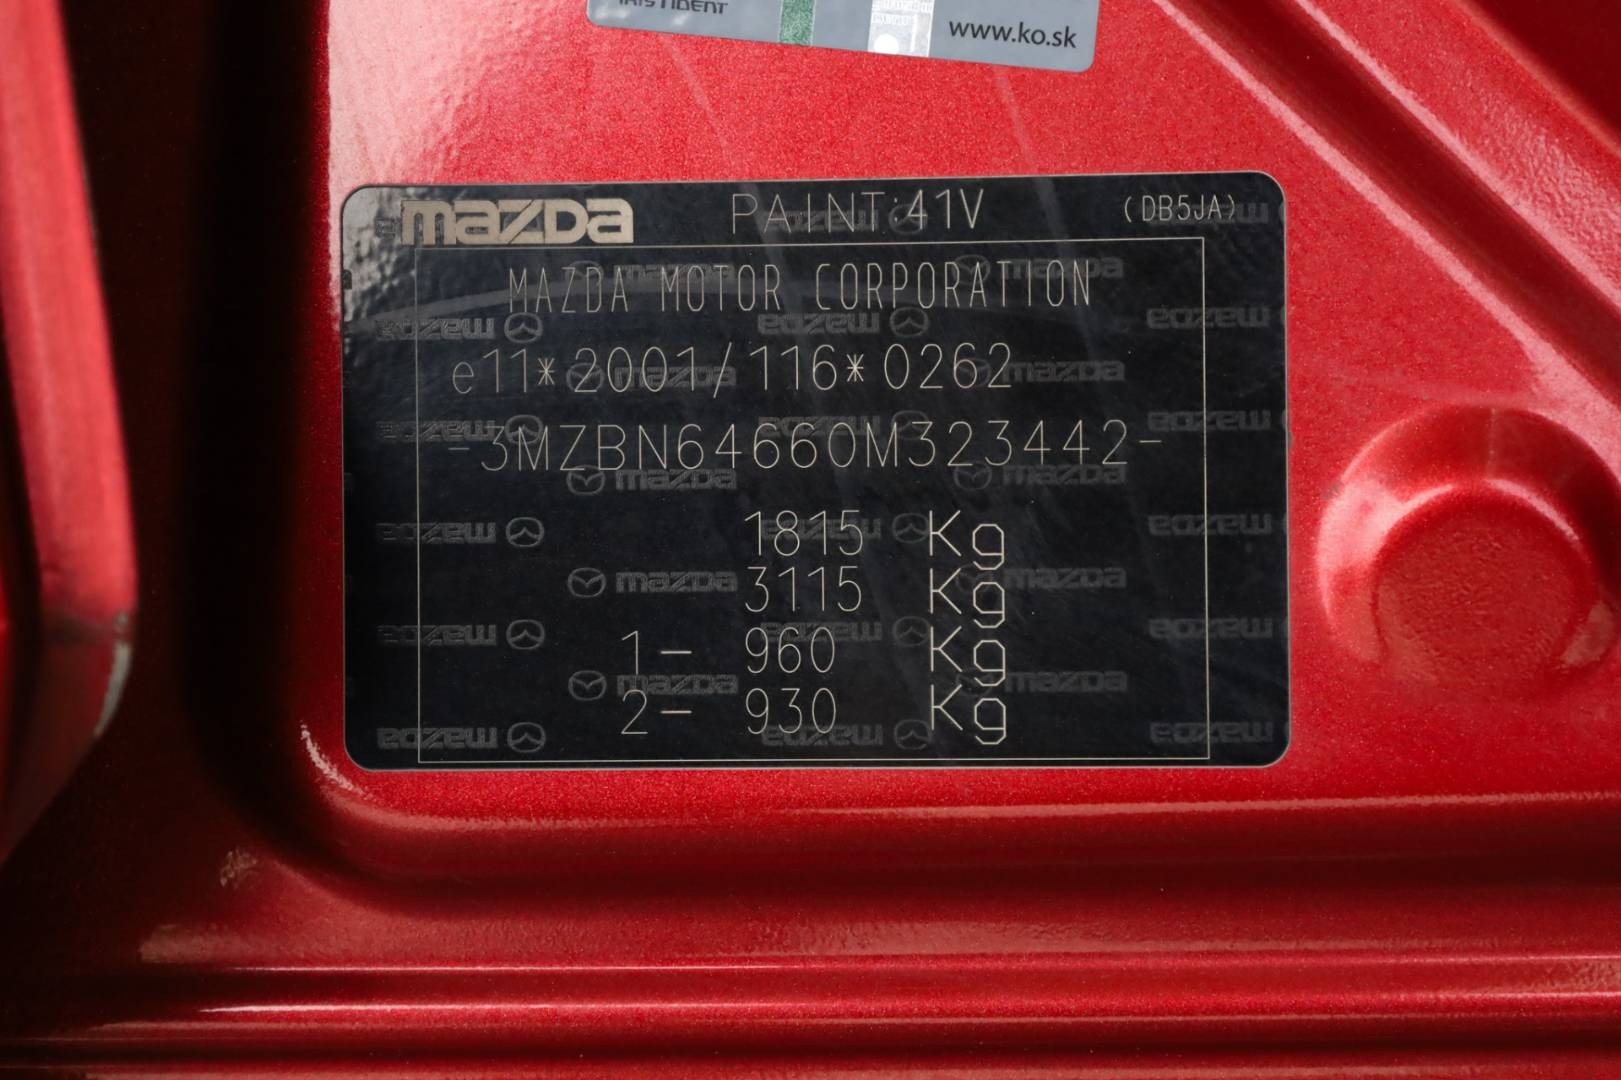 www.ko.sk
mazda PAINT:41V (DB5JA)
MAZDA MOTOR CORPORATION
e11*2001/116*0262
-3MZBN64660M323442-
1815 Kg
3115 Kg
1- 960 Kg
2- 930 Kg